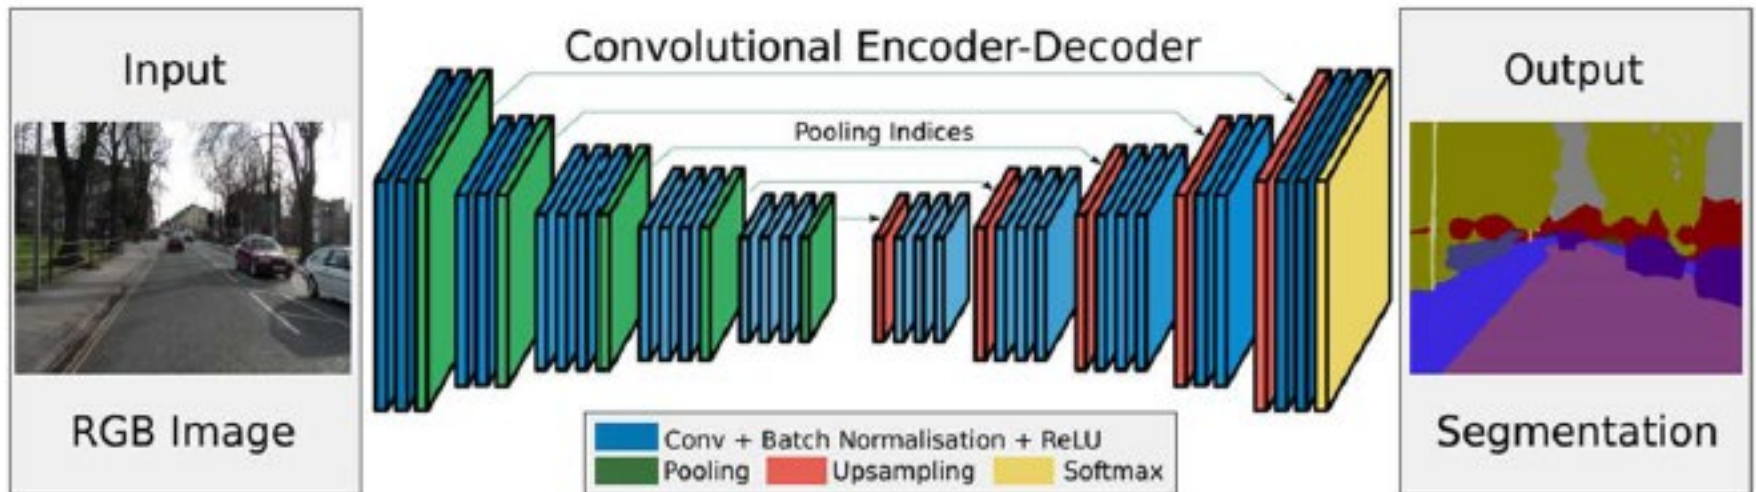 Input
RGB Image
Convolutional Encoder-Decoder
Pooling Indices
Conv + Batch Normalisation + ReLU
Pooling Upsampling Softmax
Output
Segmentation